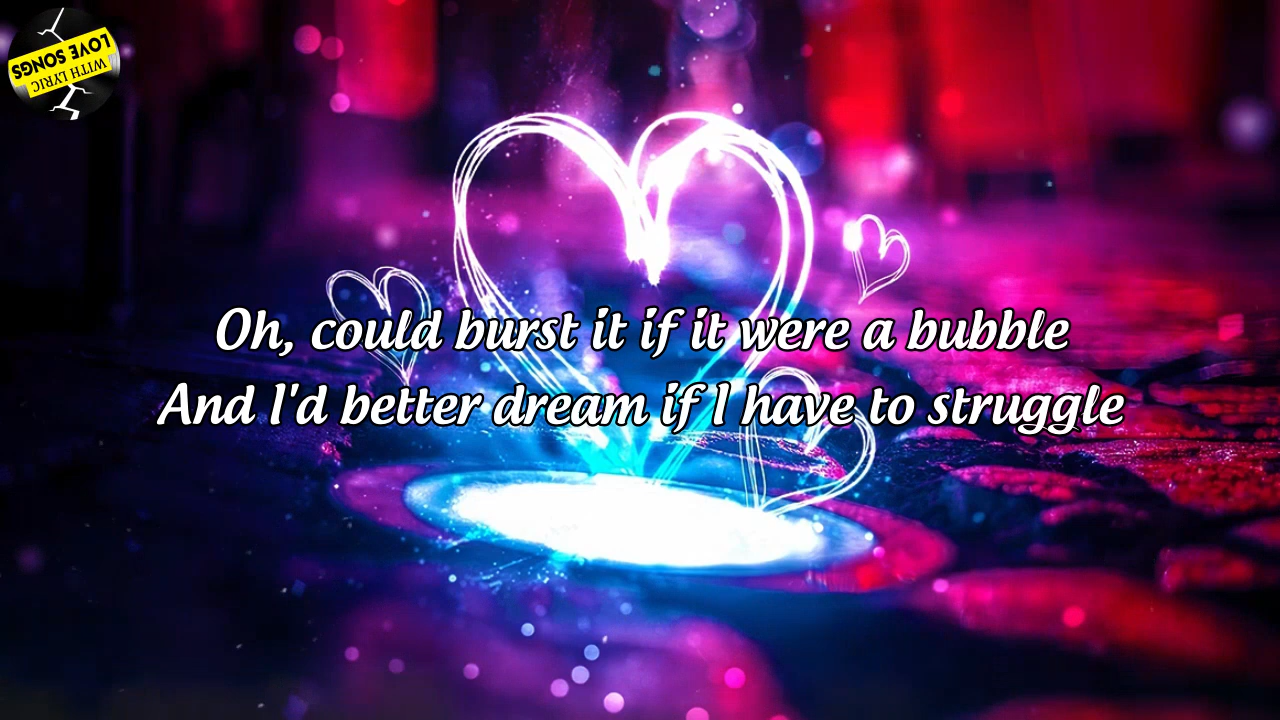 LOVE SONGS
WITH LYRIC
Oh, could burst it if it were a bubble
And I'd better dream if I have to struggle